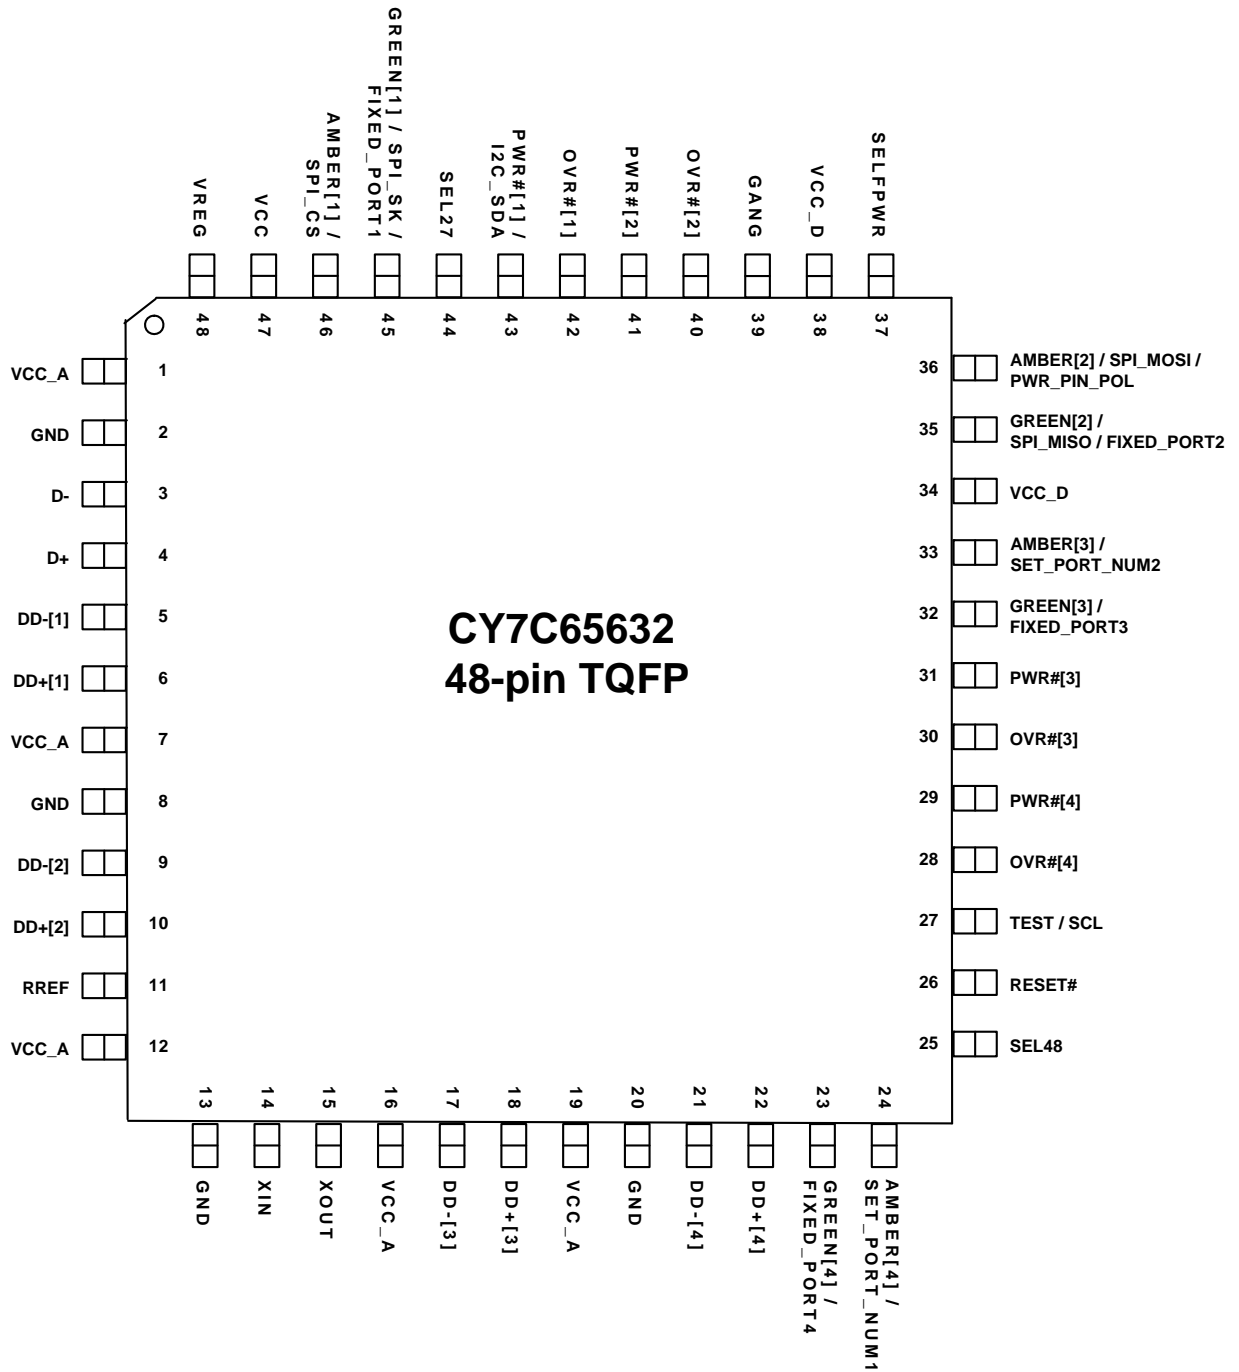 VREG
VCC
AMBER[1] /
SPI_CS
GREEN[1] / SPI_SK /
FIXED_PORT1
SEL27
PWR#[1] /
I2C_SDA
OVR#[1]
PWR#[2]
OVR#[2]
GANG
VCC_D
SELFPWR
48
47
46
45
44
43
42
41
40
39
38
37
VCC_A
1
GND
2
D-
3
D+
4
DD-[1]
5
DD+[1]
6
VCC_A
7
GND
8
DD-[2]
9
DD+[2]
10
RREF
11
VCC_A
12
CY7C65632
48-pin TQFP
36
AMBER[2] / SPI_MOSI /
PWR_PIN_POL
35
GREEN[2] /
SPI_MISO / FIXED_PORT2
34
VCC_D
33
AMBER[3] /
SET_PORT_NUM2
32
GREEN[3] /
FIXED_PORT3
31
PWR#[3]
30
OVR#[3]
29
PWR#[4]
28
OVR#[4]
27
TEST / SCL
26
RESET#
25
SEL48
13
14
15
16
17
18
19
20
21
22
23
24
GND
XIN
XOUT
VCC_A
DD-[3]
DD+[3]
VCC_A
GND
DD-[4]
DD+[4]
GREEN[4] /
FIXED_PORT4
AMBER[4] /
SET_PORT_NUM1